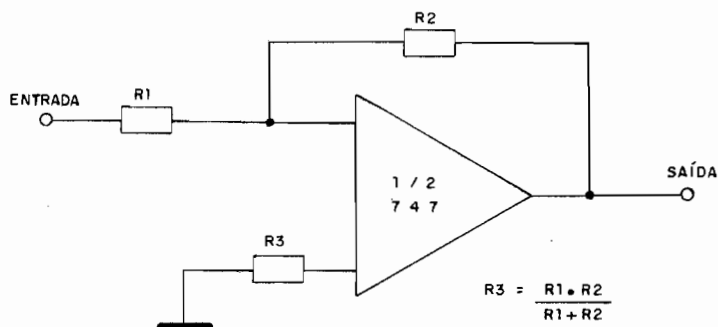 R2
R1
ENTRADA
1/2
747
SAÍDA
R3
R3 = R1•R2
R1+R2